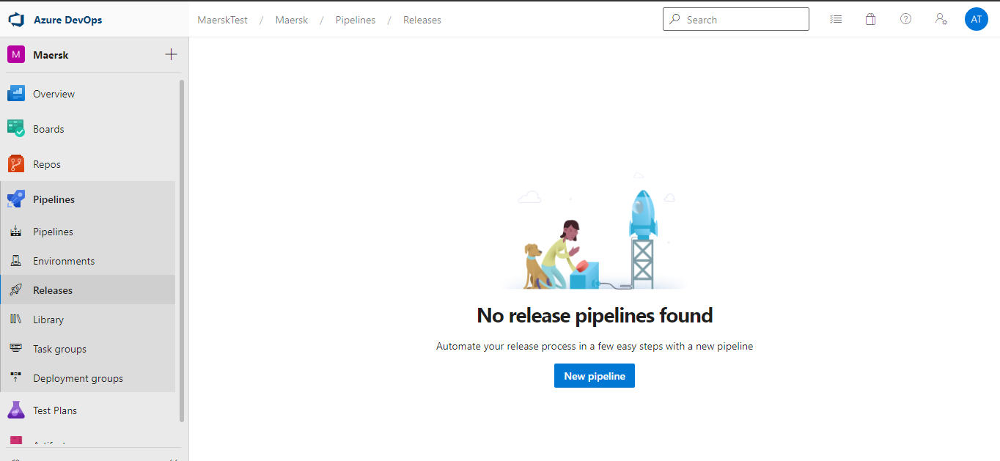 Azure DevOps
MaerskTest / Maersk / Pipelines / Releases
Search
AT
M Maersk
Overview
Boards
Repos
Pipelines
Pipelines
Environments
Releases
Library
Task groups
Deployment groups
Test Plans
No release pipelines found
Automate your release process in a few easy steps with a new pipeline
New pipeline